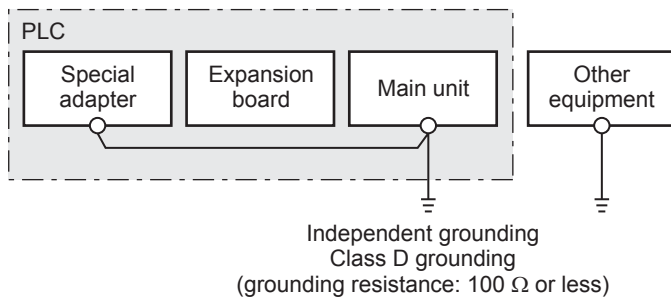 PLC
Special
adapter
Expansion
board
Main unit
Other
equipment
Independent grounding
Class D grounding
(grounding resistance: 100 Ω or less)